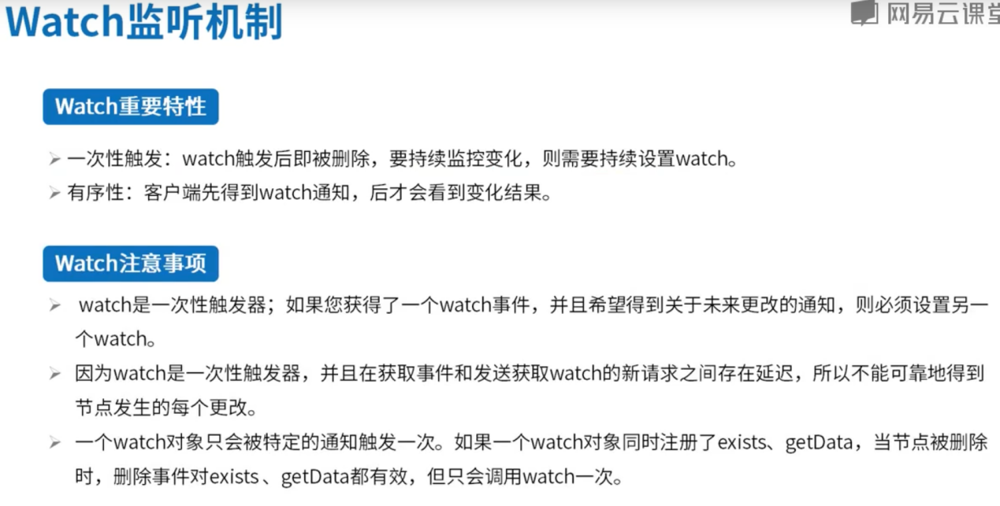 Watch监听机制
网易云课堂
Watch重要特性
一次性触发：watch触发后即被删除，要持续监控变化，则需要持续设置watch。
有序性：客户端先得到watch通知，后才会看到变化结果。
Watch注意事项
watch是一次性触发器；如果您获得了一个watch事件，并且希望得到关于未来更改的通知，则必须设置另一
个watch。
因为watch是一次性触发器，并且在获取事件和发送获取watch的新请求之间存在延迟，所以不能可靠地得到
节点发生的每个更改。
一个watch对象只会被特定的通知触发一次。如果一个watch对象同时注册了exists、getData，当节点被删除
时，删除事件对exists 、getData都有效，但只会调用watch一次。